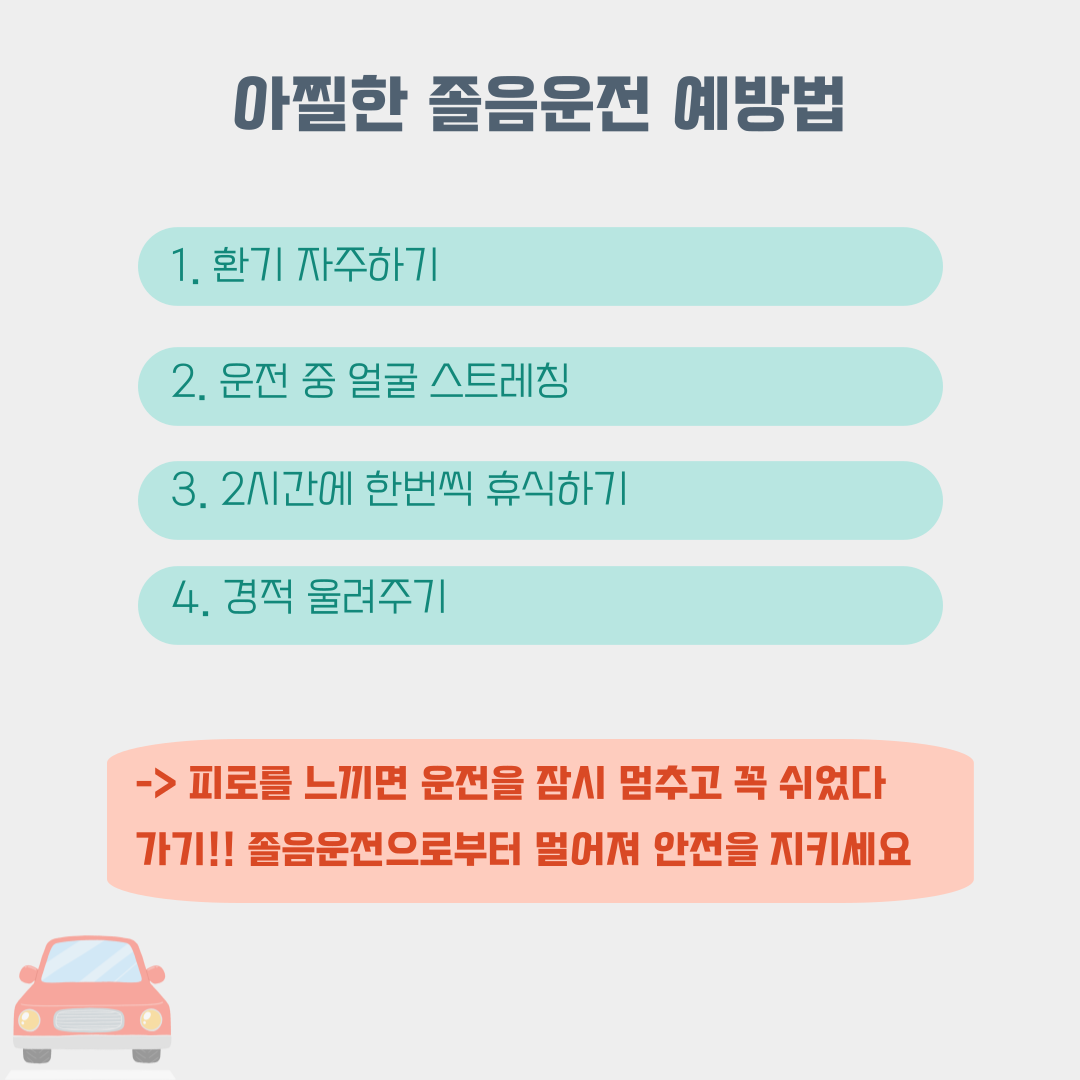 아찔한 졸음운전 예방법
1. 환기 자주하기
2. 운전 중 얼굴 스트레칭
3. 2시간에 한번씩 휴식하기
4. 경적 울려주기
-> 피로를 느끼면 운전을 잠시 멈추고 꼭 쉬었다
가기!! 졸음운전으로부터 멀어져 안전을 지키세요